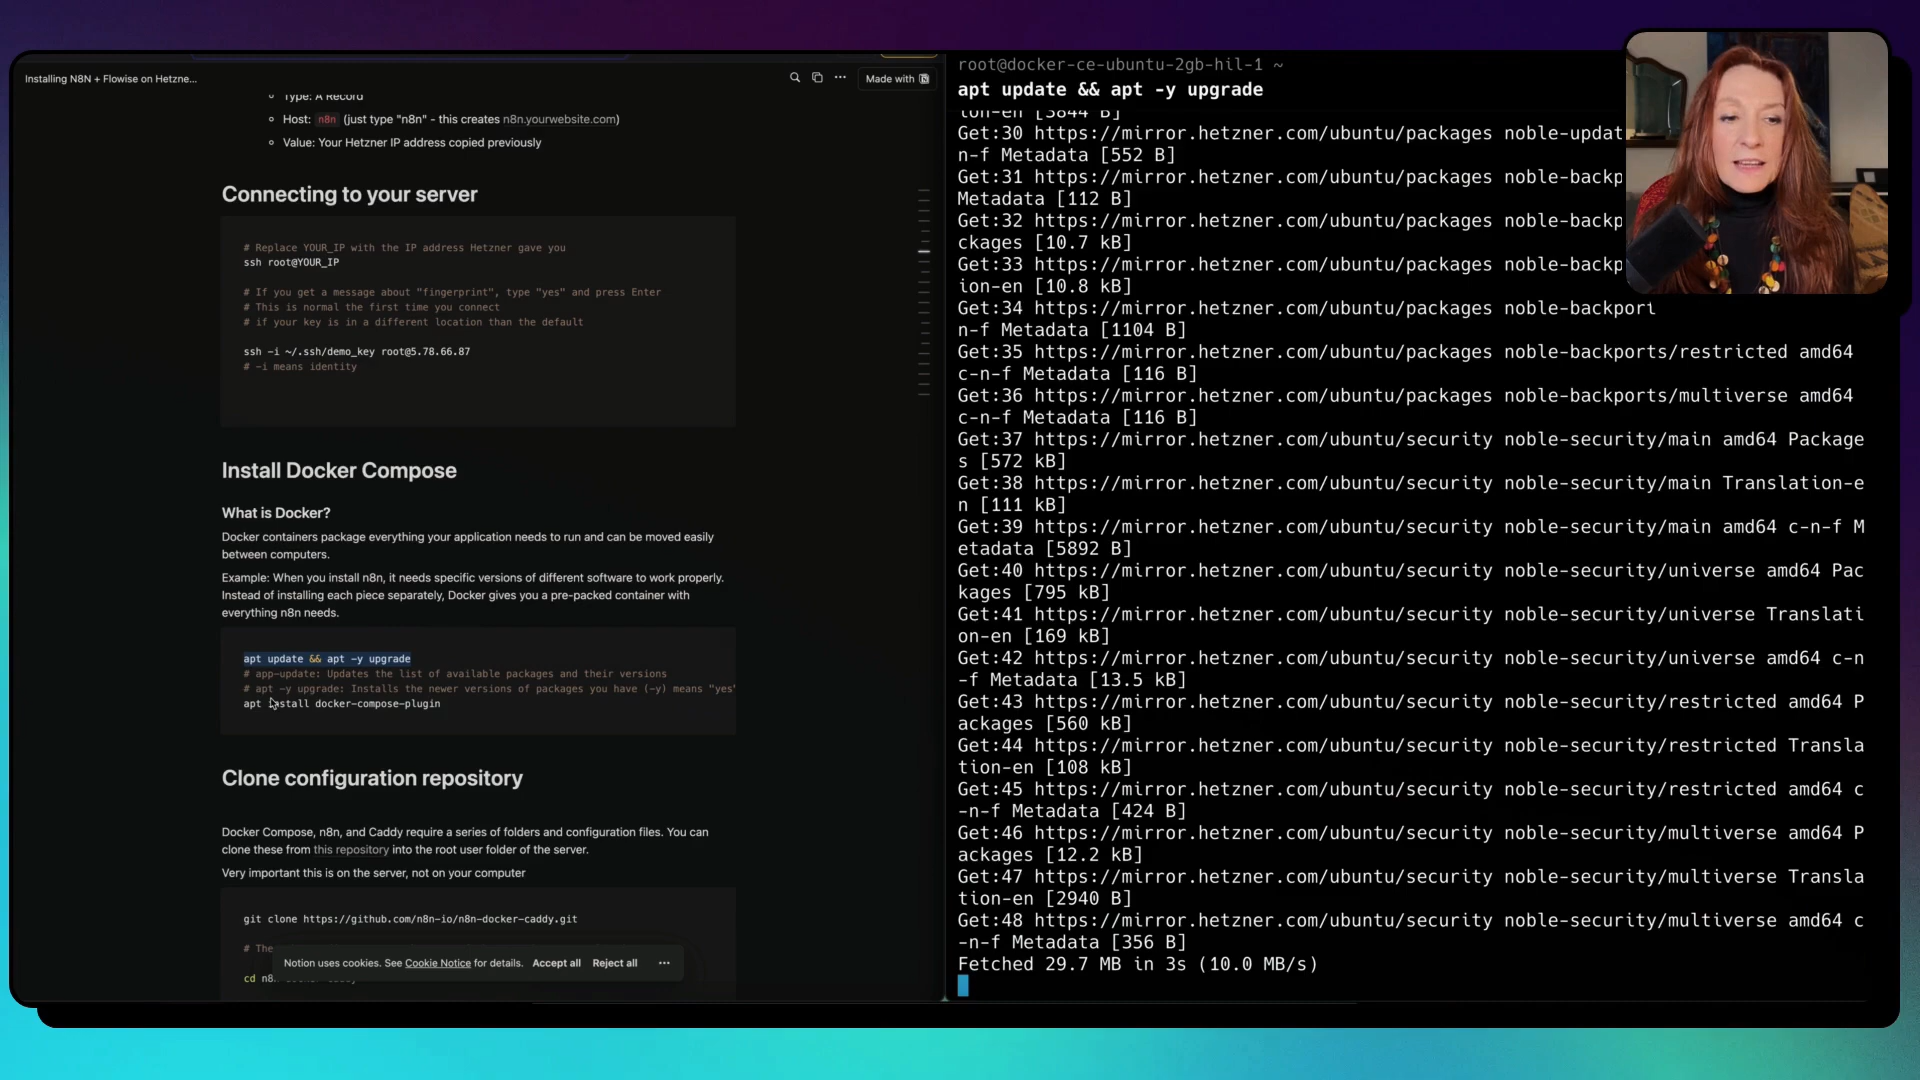 Installing N8N + Flowise on Hetzne...
Made with
Type: A Record
Host: n8n (just type "n8n" - this creates n8n.yourwebsite.com)
Value: Your Hetzner IP address copied previously
Connecting to your server
# Replace YOUR_IP with the IP address Hetzner gave you
ssh root@YOUR_IP
# If you get a message about "fingerprint", type "yes" and press Enter
# This is normal the first time you connect
# if your key is in a different location than the default
ssh -i ~/.ssh/demo_key root@5.78.66.87
# -i means identity
Install Docker Compose
What is Docker?
Docker containers package everything your application needs to run and can be moved easily
between computers.
Example: When you install n8n, it needs specific versions of different software to work properly.
Instead of installing each piece separately, Docker gives you a pre-packed container with
everything n8n needs.
apt update && apt -y upgrade
# app-update: Updates the list of available packages and their versions
# apt -y upgrade: Installs the newer versions of packages you have (-y) means "yes"
apt install docker-compose-plugin
Clone configuration repository
Docker Compose, n8n, and Caddy require a series of folders and configuration files. You can
clone these from this repository into the root user folder of the server.
Very important this is on the server, not on your computer
git clone https://github.com/n8n-io/n8n-docker-caddy.git
# The
Notion uses cookies. See Cookie Notice for details. Accept all Reject all
cd n8n-docker-caddy
root@docker-ce-ubuntu-2gb-hil-1 ~
apt update && apt -y upgrade
ion-en [3844 B]
Get:30 https://mirror.hetzner.com/ubuntu/packages noble-updat
n-f Metadata [552 B]
Get:31 https://mirror.hetzner.com/ubuntu/packages noble-backp
Metadata [112 B]
Get:32 https://mirror.hetzner.com/ubuntu/packages noble-backp
ckages [10.7 kB]
Get:33 https://mirror.hetzner.com/ubuntu/packages noble-backp
ion-en [10.8 kB]
Get:34 https://mirror.hetzner.com/ubuntu/packages noble-backport
n-f Metadata [1104 B]
Get:35 https://mirror.hetzner.com/ubuntu/packages noble-backports/restricted amd64
c-n-f Metadata [116 B]
Get:36 https://mirror.hetzner.com/ubuntu/packages noble-backports/multiverse amd64
c-n-f Metadata [116 B]
Get:37 https://mirror.hetzner.com/ubuntu/security noble-security/main amd64 Package
s [572 kB]
Get:38 https://mirror.hetzner.com/ubuntu/security noble-security/main Translation-e
n [111 kB]
Get:39 https://mirror.hetzner.com/ubuntu/security noble-security/main amd64 c-n-f M
etadata [5892 B]
Get:40 https://mirror.hetzner.com/ubuntu/security noble-security/universe amd64 Pac
kages [795 kB]
Get:41 https://mirror.hetzner.com/ubuntu/security noble-security/universe Translati
on-en [169 kB]
Get:42 https://mirror.hetzner.com/ubuntu/security noble-security/universe amd64 c-n
-f Metadata [13.5 kB]
Get:43 https://mirror.hetzner.com/ubuntu/security noble-security/restricted amd64 P
ackages [560 kB]
Get:44 https://mirror.hetzner.com/ubuntu/security noble-security/restricted Transla
tion-en [108 kB]
Get:45 https://mirror.hetzner.com/ubuntu/security noble-security/restricted amd64 c
-n-f Metadata [424 B]
Get:46 https://mirror.hetzner.com/ubuntu/security noble-security/multiverse amd64 P
ackages [12.2 kB]
Get:47 https://mirror.hetzner.com/ubuntu/security noble-security/multiverse Transla
tion-en [2940 B]
Get:48 https://mirror.hetzner.com/ubuntu/security noble-security/multiverse amd64 c
-n-f Metadata [356 B]
Fetched 29.7 MB in 3s (10.0 MB/s)